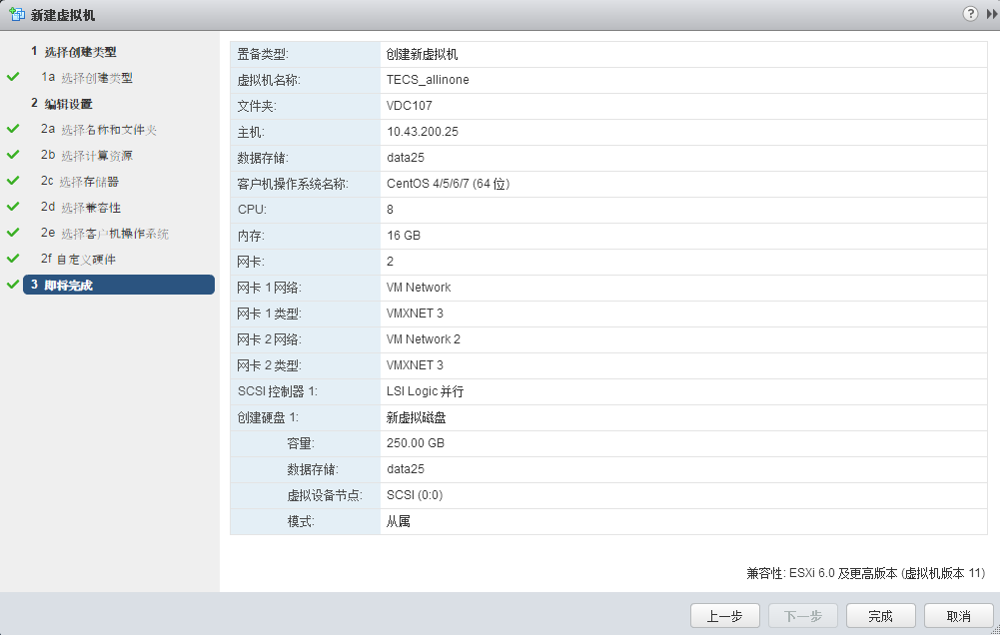 新建虚拟机
1 选择创建类型
1a 选择创建类型
2 编辑设置
2a 选择名称和文件夹
2b 选择计算资源
2c 选择存储器
2d 选择兼容性
2e 选择客户机操作系统
2f 自定义硬件
3 即将完成
置备类型: 创建新虚拟机
虚拟机名称: TECS_allinone
文件夹: VDC107
主机: 10.43.200.25
数据存储: data25
客户机操作系统名称: CentOS 4/5/6/7 (64 位)
CPU: 8
内存: 16 GB
网卡: 2
网卡 1 网络: VM Network
网卡 1 类型: VMXNET 3
网卡 2 网络: VM Network 2
网卡 2 类型: VMXNET 3
SCSI 控制器 1: LSI Logic 并行
创建硬盘 1: 新虚拟磁盘
容量: 250.00 GB
数据存储: data25
虚拟设备节点: SCSI (0:0)
模式: 从属
兼容性: ESXi 6.0 及更高版本 (虚拟机版本 11)
上一步 下一步 完成 取消